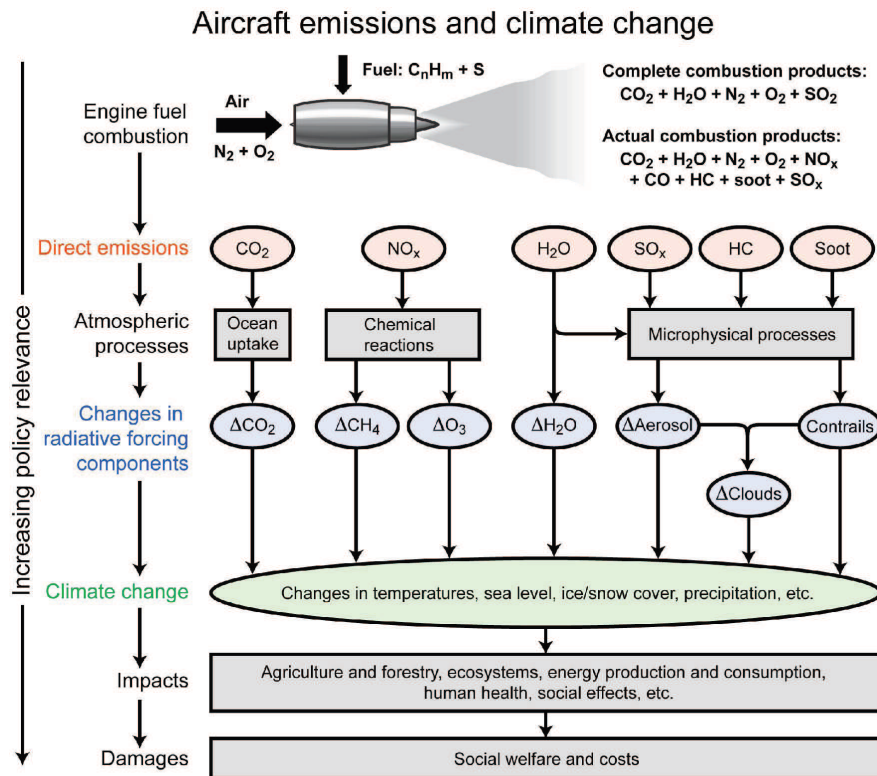 Aircraft emissions and climate change
Increasing policy relevance
Engine fuel
combustion
Air
N₂ + O₂
Fuel: CₙHₘ + S
Complete combustion products:
CO₂ + H₂O + N₂ + O₂ + SO₂
Actual combustion products:
CO₂ + H₂O + N₂ + O₂ + NOₓ
+ CO + HC + soot + SOₓ
Direct emissions
CO₂
NOₓ
H₂O
SOₓ
HC
Soot
Atmospheric
processes
Ocean
uptake
Chemical
reactions
Microphysical processes
Changes in
radiative forcing
components
ΔCO₂
ΔCH₄
ΔO₃
ΔH₂O
ΔAerosol
Contrails
ΔClouds
Climate change
Changes in temperatures, sea level, ice/snow cover, precipitation, etc.
Impacts
Agriculture and forestry, ecosystems, energy production and consumption,
human health, social effects, etc.
Damages
Social welfare and costs